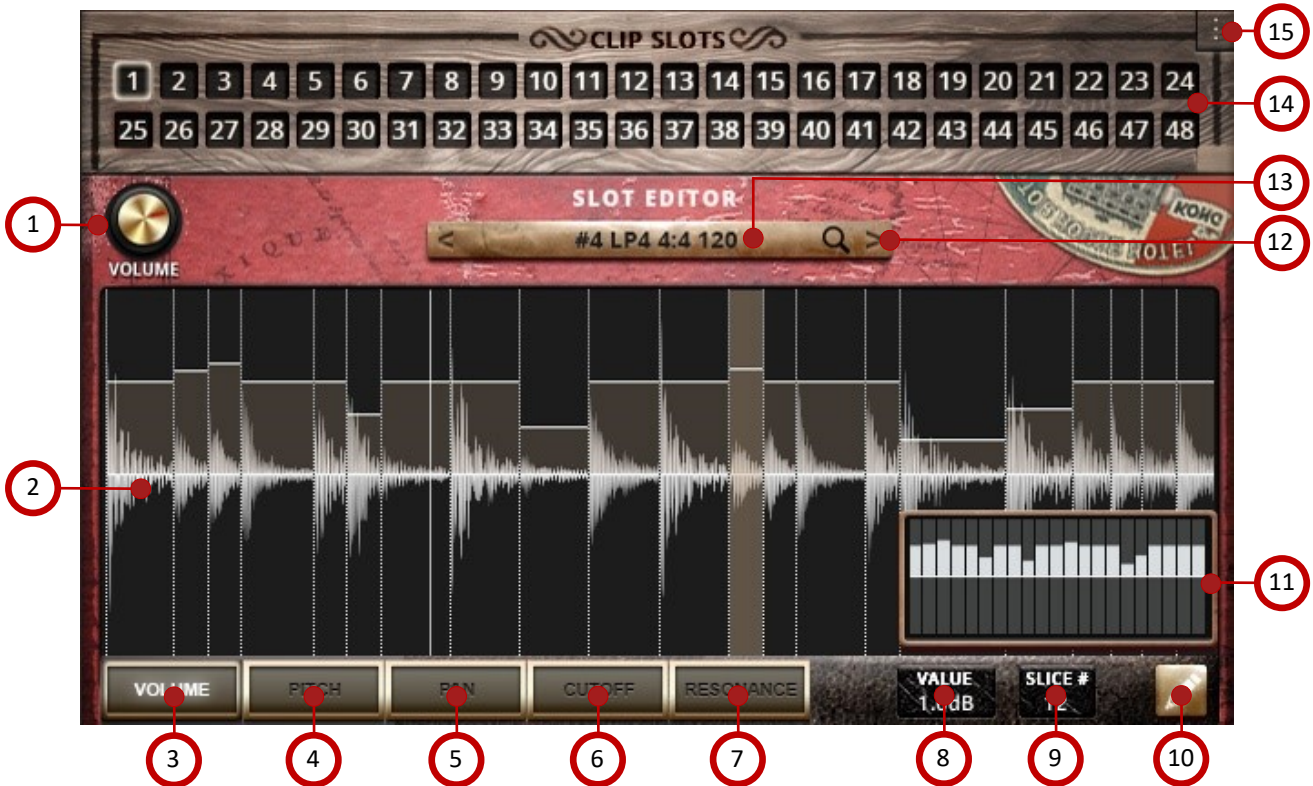 CLIP SLOTS
15
1 2 3 4 5 6 7 8 9 10 11 12 13 14 15 16 17 18 19 20 21 22 23 24
14
25 26 27 28 29 30 31 32 33 34 35 36 37 38 39 40 41 42 43 44 45 46 47 48
SLOT EDITOR
13
1
#4 LP4 4:4 120
12
VOLUME
2
11
VOLUME PITCH PAN CUTOFF RESONANCE
VALUE SLICE #
1.0dB 12
3 4 5 6 7 8 9 10